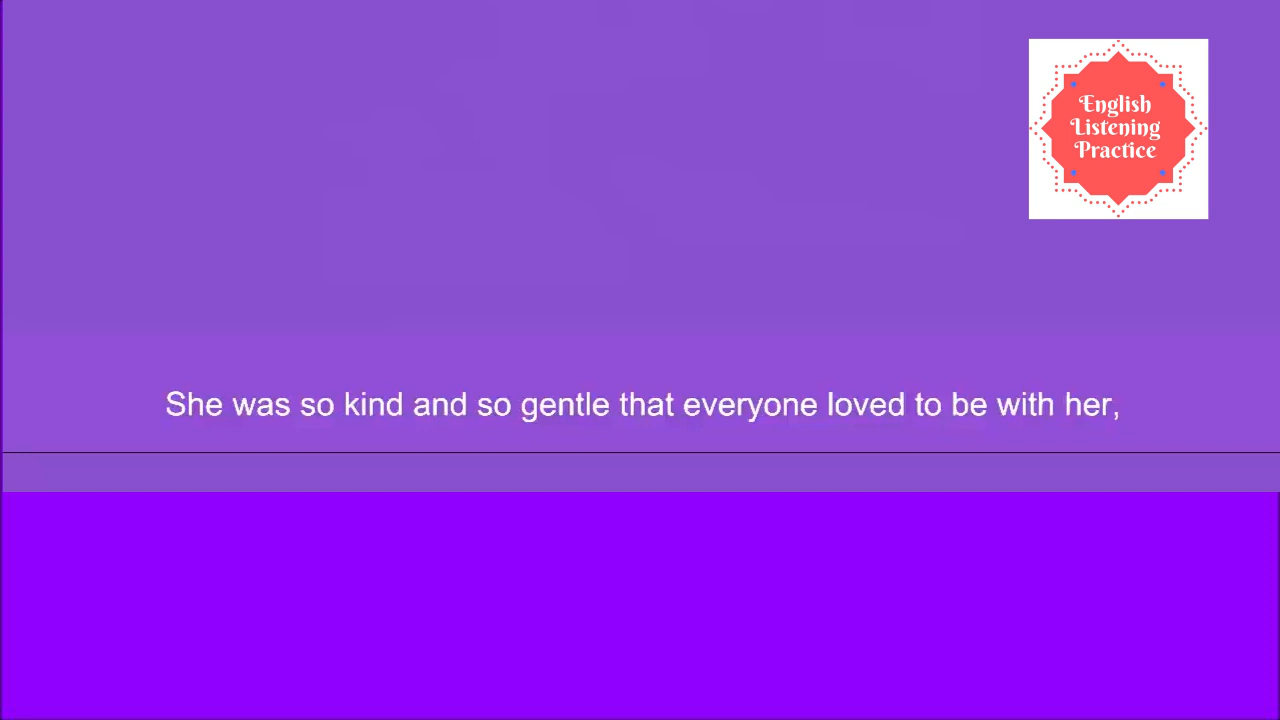 English
Listening
Practice
She was so kind and so gentle that everyone loved to be with her,